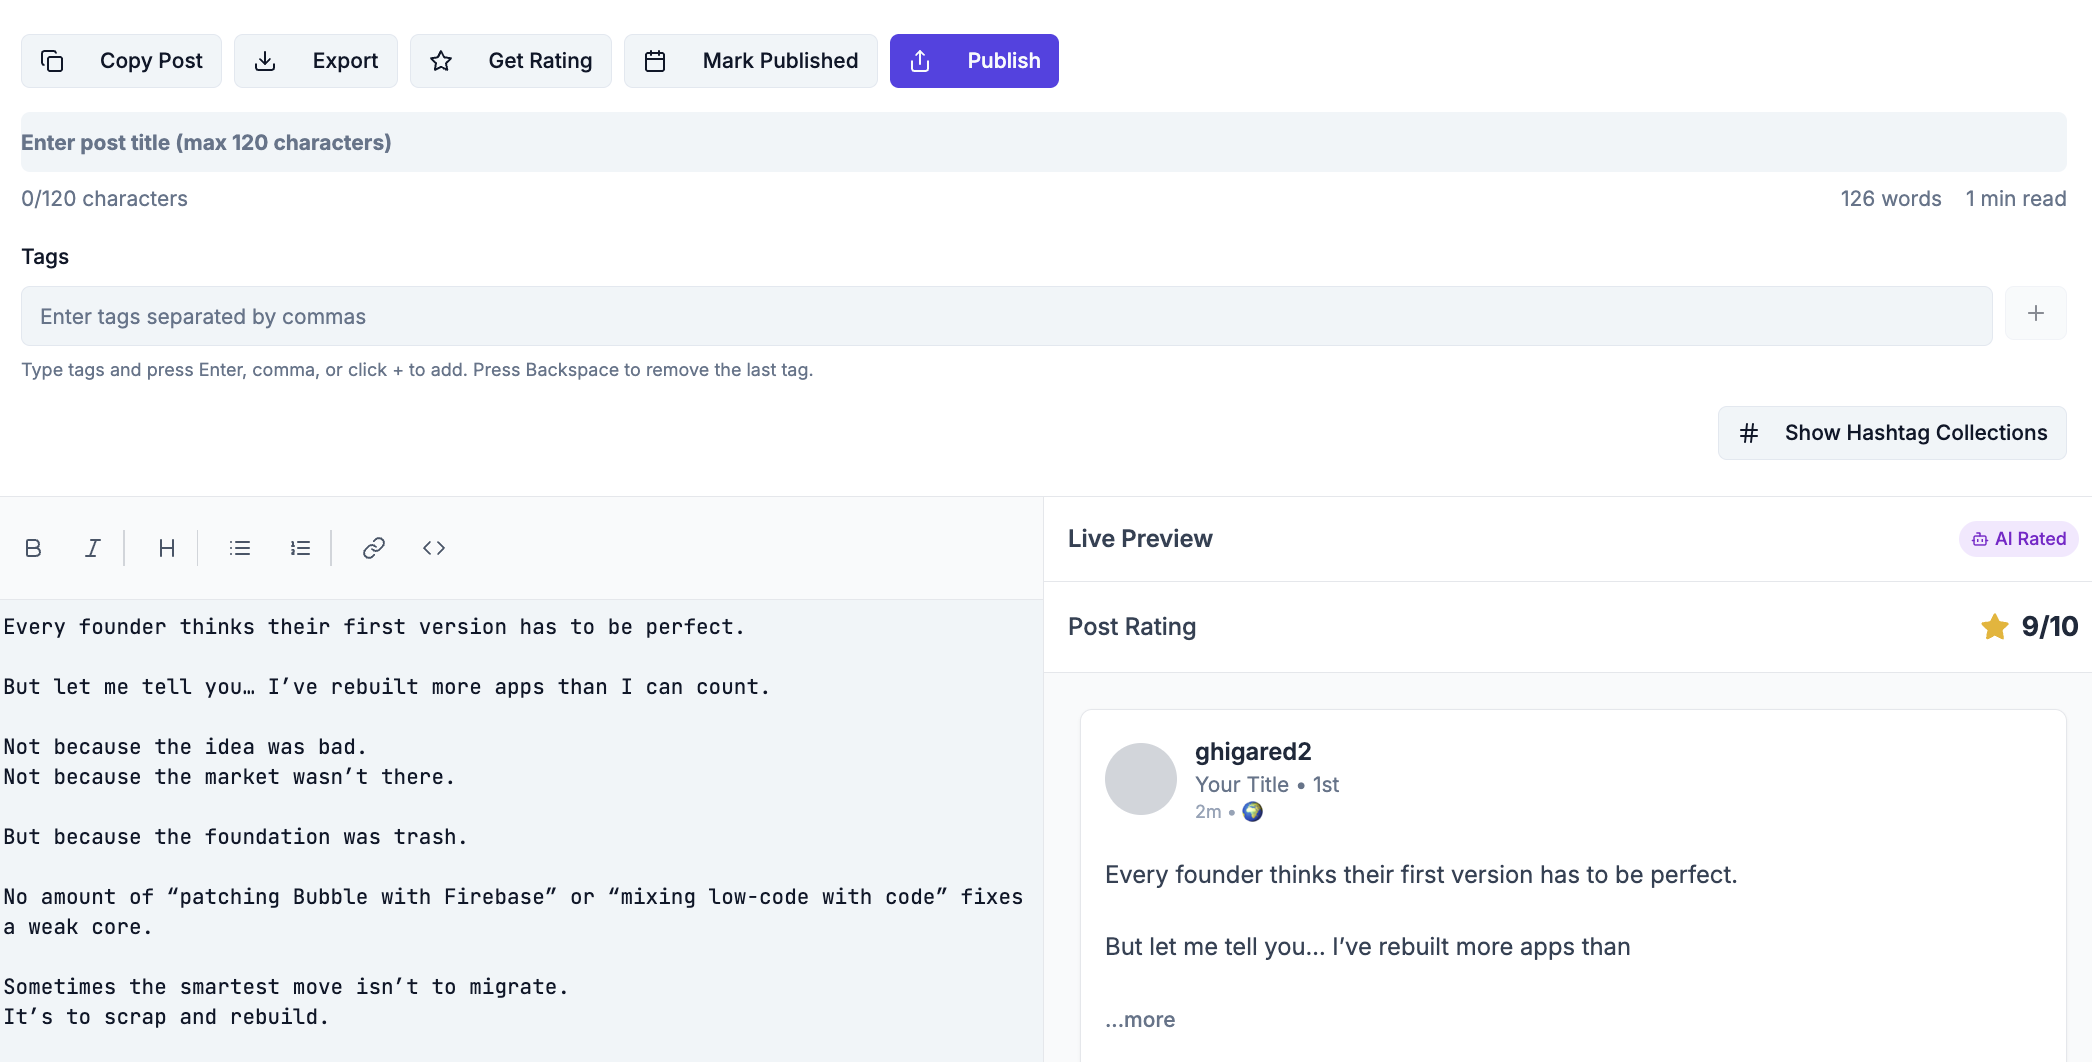 Copy Post
Export
Get Rating
Mark Published
Publish
Enter post title (max 120 characters)
0/120 characters
126 words
1 min read
Tags
Enter tags separated by commas
+
Type tags and press Enter, comma, or click + to add. Press Backspace to remove the last tag.
# Show Hashtag Collections
B
I
H
Every founder thinks their first version has to be perfect.
But let me tell you… I’ve rebuilt more apps than I can count.
Not because the idea was bad.
Not because the market wasn’t there.
But because the foundation was trash.
No amount of “patching Bubble with Firebase” or “mixing low-code with code” fixes
a weak core.
Sometimes the smartest move isn’t to migrate.
It’s to scrap and rebuild.
Live Preview
AI Rated
Post Rating
9/10
ghigared2
Your Title • 1st
2m •
Every founder thinks their first version has to be perfect.
But let me tell you… I’ve rebuilt more apps than
...more